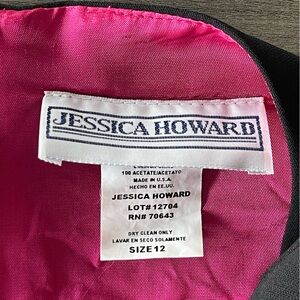 JESSICA HOWARD
100 ACETATE/ACETATO
MADE IN U.S.A.
HECHO EN EE.UU.
JESSICA HOWARD
LOT# 12704
RN# 70643
DRY CLEAN ONLY
LAVAR EN SECO SOLAMENTE
SIZE 12